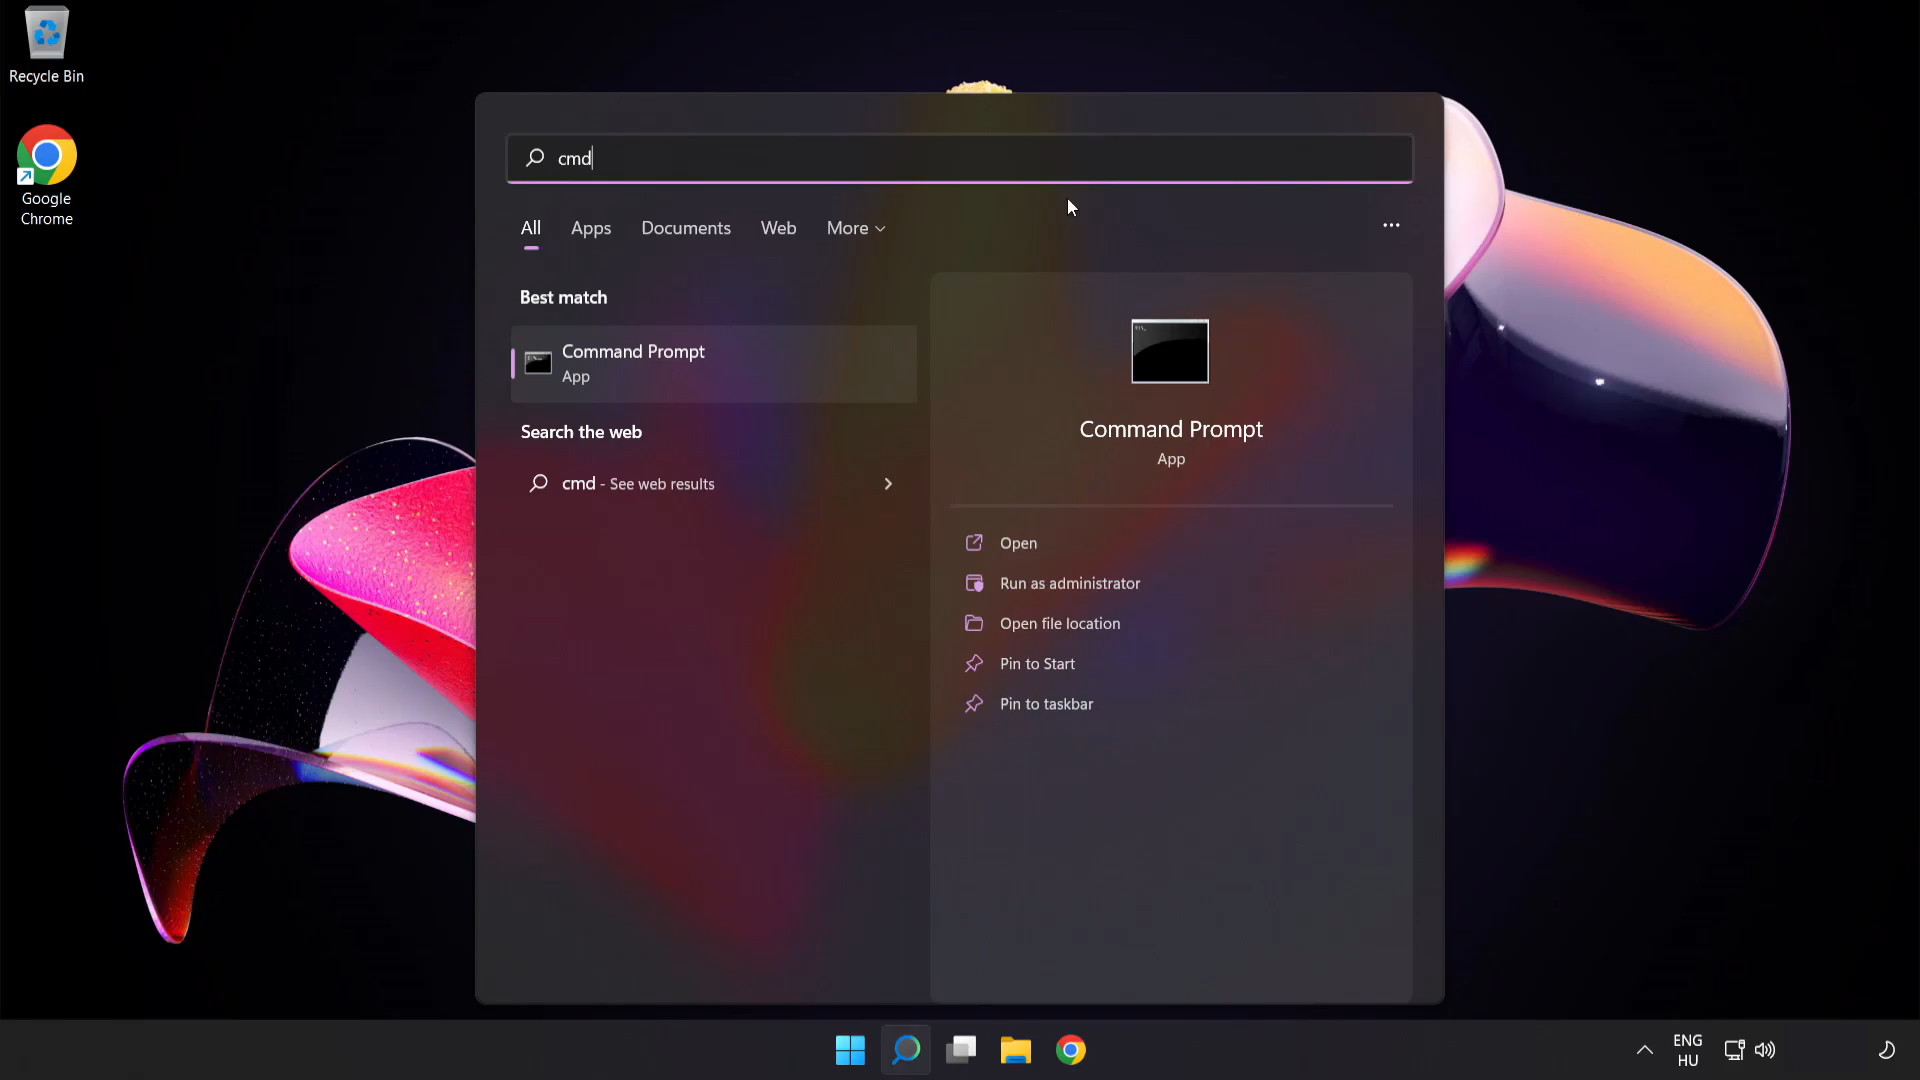 Recycle Bin
Google
Chrome
cmd
All Apps Documents Web More
Best match
Command Prompt
App
Search the web
cmd - See web results
Command Prompt
App
Open
Run as administrator
Open file location
Pin to Start
Pin to taskbar
ENG
HU